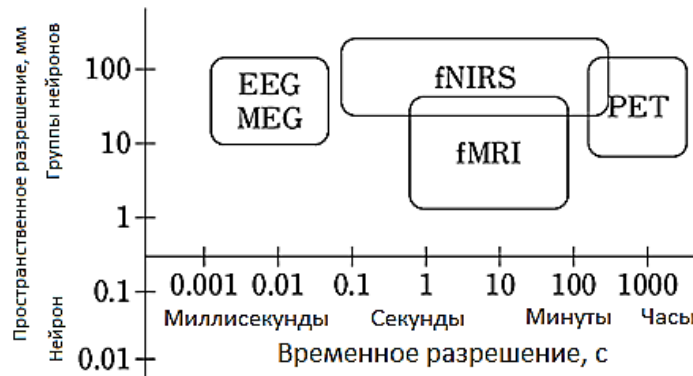 Пространственное разрешение, мм
Группы нейронов
Нейрон
100
10
1
0.1
0.01
EEG
MEG
fNIRS
fMRI
PET
0.001 0.01 0.1 1 10 100 1000
Миллисекунды Секунды Минуты Часы
Временное разрешение, с